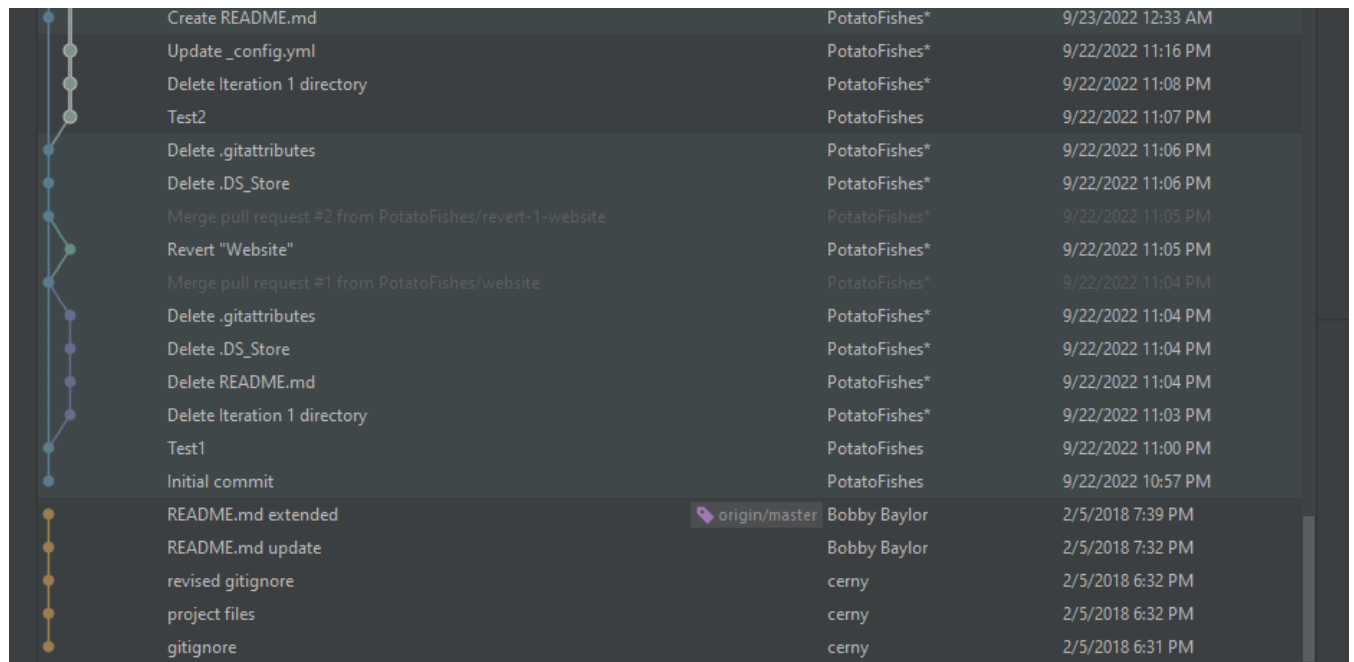 Create README.md PotatoFishes* 9/23/2022 12:33 AM
Update _config.yml PotatoFishes* 9/22/2022 11:16 PM
Delete Iteration 1 directory PotatoFishes* 9/22/2022 11:08 PM
Test2 PotatoFishes 9/22/2022 11:07 PM
Delete .gitattributes PotatoFishes* 9/22/2022 11:06 PM
Delete .DS_Store PotatoFishes* 9/22/2022 11:06 PM
Merge pull request #2 from PotatoFishes/revert-1-website PotatoFishes* 9/22/2022 11:05 PM
Revert "Website" PotatoFishes* 9/22/2022 11:05 PM
Merge pull request #1 from PotatoFishes/website PotatoFishes* 9/22/2022 11:04 PM
Delete .gitattributes PotatoFishes* 9/22/2022 11:04 PM
Delete .DS_Store PotatoFishes* 9/22/2022 11:04 PM
Delete README.md PotatoFishes* 9/22/2022 11:04 PM
Delete Iteration 1 directory PotatoFishes* 9/22/2022 11:03 PM
Test1 PotatoFishes 9/22/2022 11:00 PM
Initial commit PotatoFishes 9/22/2022 10:57 PM
README.md extended origin/master Bobby Baylor 2/5/2018 7:39 PM
README.md update Bobby Baylor 2/5/2018 7:32 PM
revised gitignore cerny 2/5/2018 6:32 PM
project files cerny 2/5/2018 6:32 PM
gitignore cerny 2/5/2018 6:31 PM